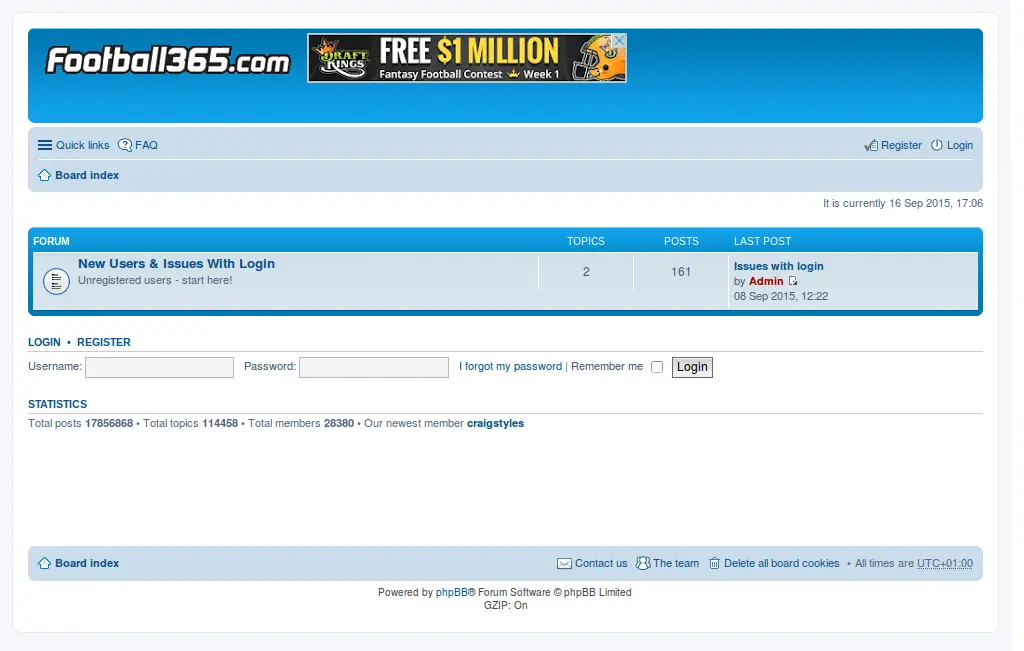 Football365.com
DRAFT KINGS
FREE $1 MILLION
Fantasy Football Contest Week 1
Quick links FAQ Register Login
Board index
It is currently 16 Sep 2015, 17:06
FORUM TOPICS POSTS LAST POST
New Users & Issues With Login
Unregistered users - start here!
2 161
Issues with login
by Admin
08 Sep 2015, 12:22
LOGIN • REGISTER
Username: Password: I forgot my password | Remember me Login
STATISTICS
Total posts 17856868 • Total topics 114458 • Total members 28380 • Our newest member craigstyles
Board index Contact us The team Delete all board cookies • All times are UTC+01:00
Powered by phpBB® Forum Software © phpBB Limited
GZIP: On